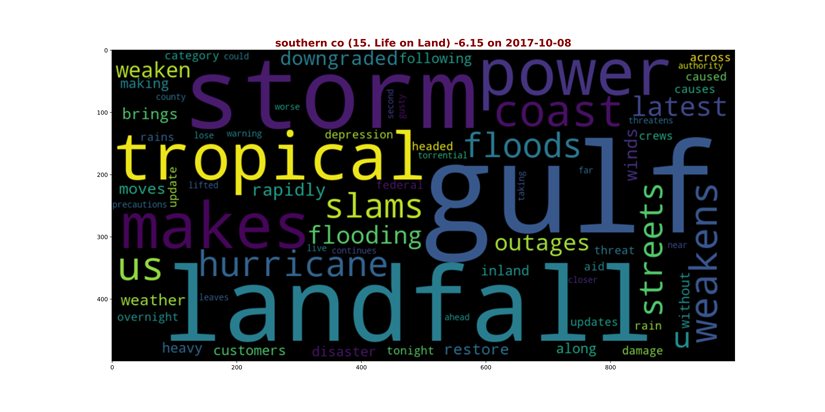 southern co (15. Life on Land) -6.15 on 2017-10-08
0
100
200
300
400
0
200
400
600
800
category could
downgraded
following
across
authority
weaken
storm
power
caused
causes
making
county
second
gusty
coast
latest
brings
worse
threatens
rains
lose
warning
depression
headed
torrential
floods
winds
crews
tropical
gulf
far
moves
update
lifted
rapidly
federal
taking
precautions
slams
streets
weakens
makes
flooding
outages
live
continues
threat
near
us
hurricane
inland
aid
closer
without
landfall
weather
leaves
overnight
ahead
updates
rain
u
heavy
customers
disaster
tonight
restore
along
damage